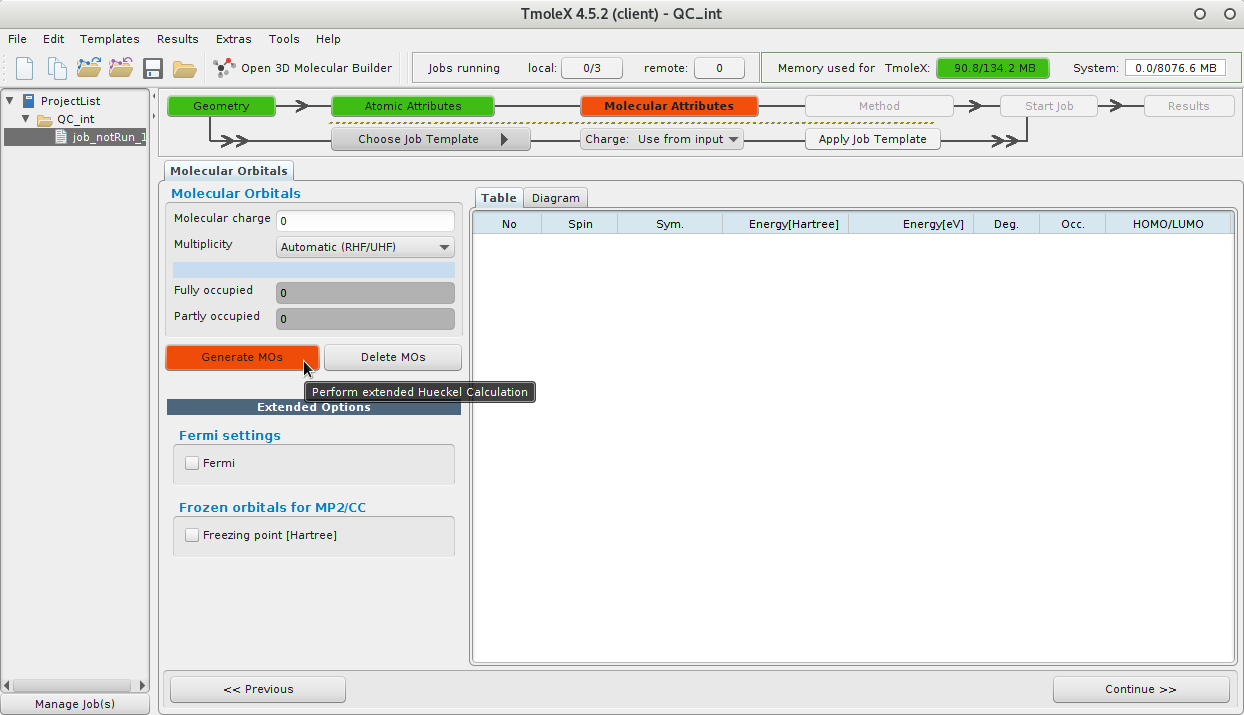 TmoleX 4.5.2 (client) - QC_int
File Edit Templates Results Extras Tools Help
Open 3D Molecular Builder Jobs running local: 0/3 remote: 0 Memory used for TmoleX: 90.8/134.2 MB System: 0.0/8076.6 MB
ProjectList
QC_int
job_notRun_1
Manage Job(s)
Geometry Atomic Attributes Molecular Attributes Method Start Job Results
Choose Job Template Charge: Use from input Apply Job Template
Molecular Orbitals
Molecular Orbitals
Molecular charge 0
Multiplicity Automatic (RHF/UHF)
Fully occupied 0
Partly occupied 0
Generate MOs Delete MOs
Perform extended Hueckel Calculation
Extended Options
Fermi settings
Fermi
Frozen orbitals for MP2/CC
Freezing point [Hartree]
Table Diagram
No Spin Sym. Energy[Hartree] Energy[eV] Deg. Occ. HOMO/LUMO
<< Previous Continue >>